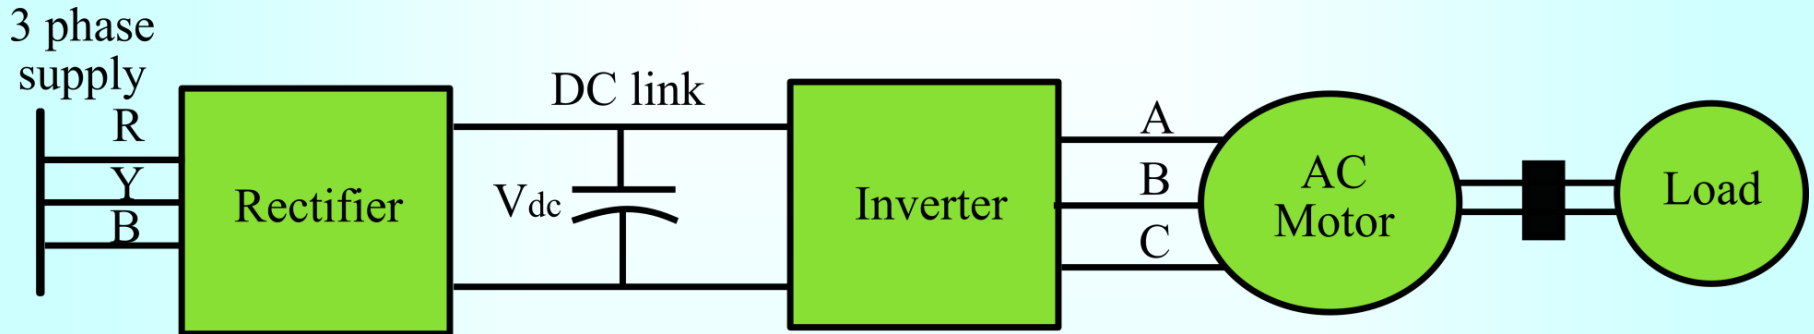 3 phase
supply
R
Y
B
Rectifier
DC link
Vdc
Inverter
A
B
C
AC
Motor
Load